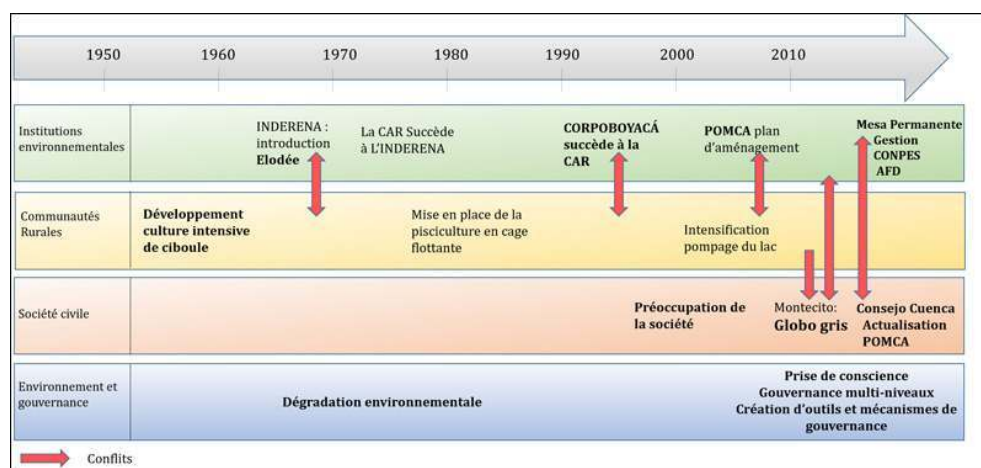 1950 1960 1970 1980 1990 2000 2010
Institutions
environnementales
INDERENA :
introduction
Elodée
La CAR Succède
à L'INDERENA
CORPOBOYACÁ
succède à la
CAR
POMCA plan
d'aménagement
Mesa Permanente
Gestion
CONPES
AFD
Communautés
Rurales
Développement
culture intensive
de ciboule
Mise en place de la
pisciculture en cage
flottante
Intensification
pompage du lac
Société civile
Préoccupation de
la société
Montecito:
Globo gris
Consejo Cuenca
Actualisation
POMCA
Environnement et
gouvernance
Dégradation environnementale
Prise de conscience
Gouvernance multi-niveaux
Création d'outils et mécanismes de
gouvernance
Conflits